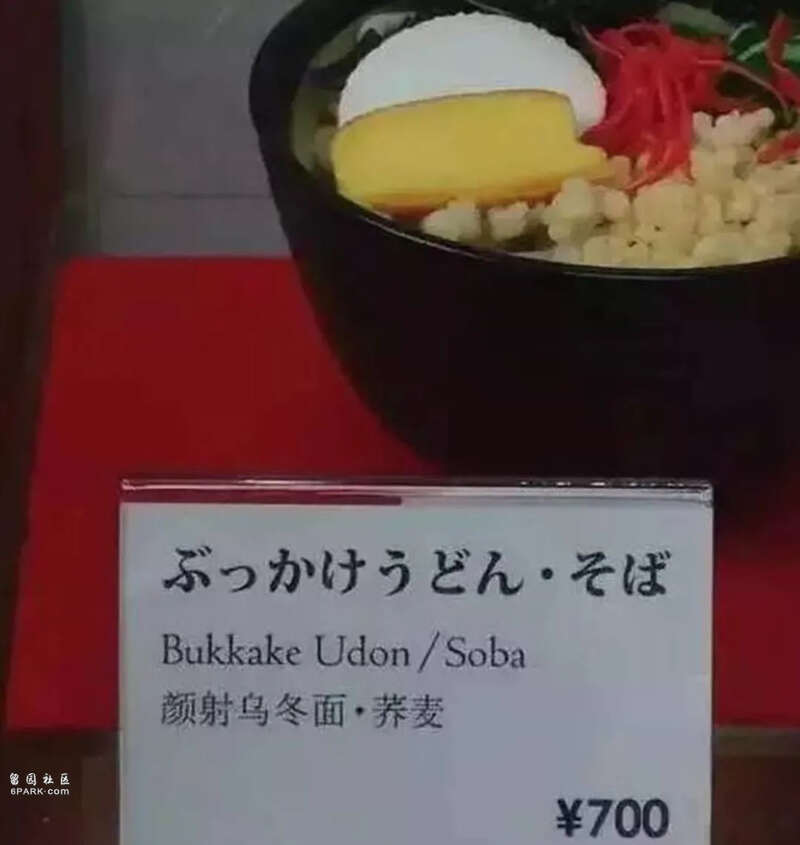 ぶっかけうどん・そば
Bukkake Udon/Soba
颜射乌冬面・荞麦
¥700
留园社区
6PARK·com